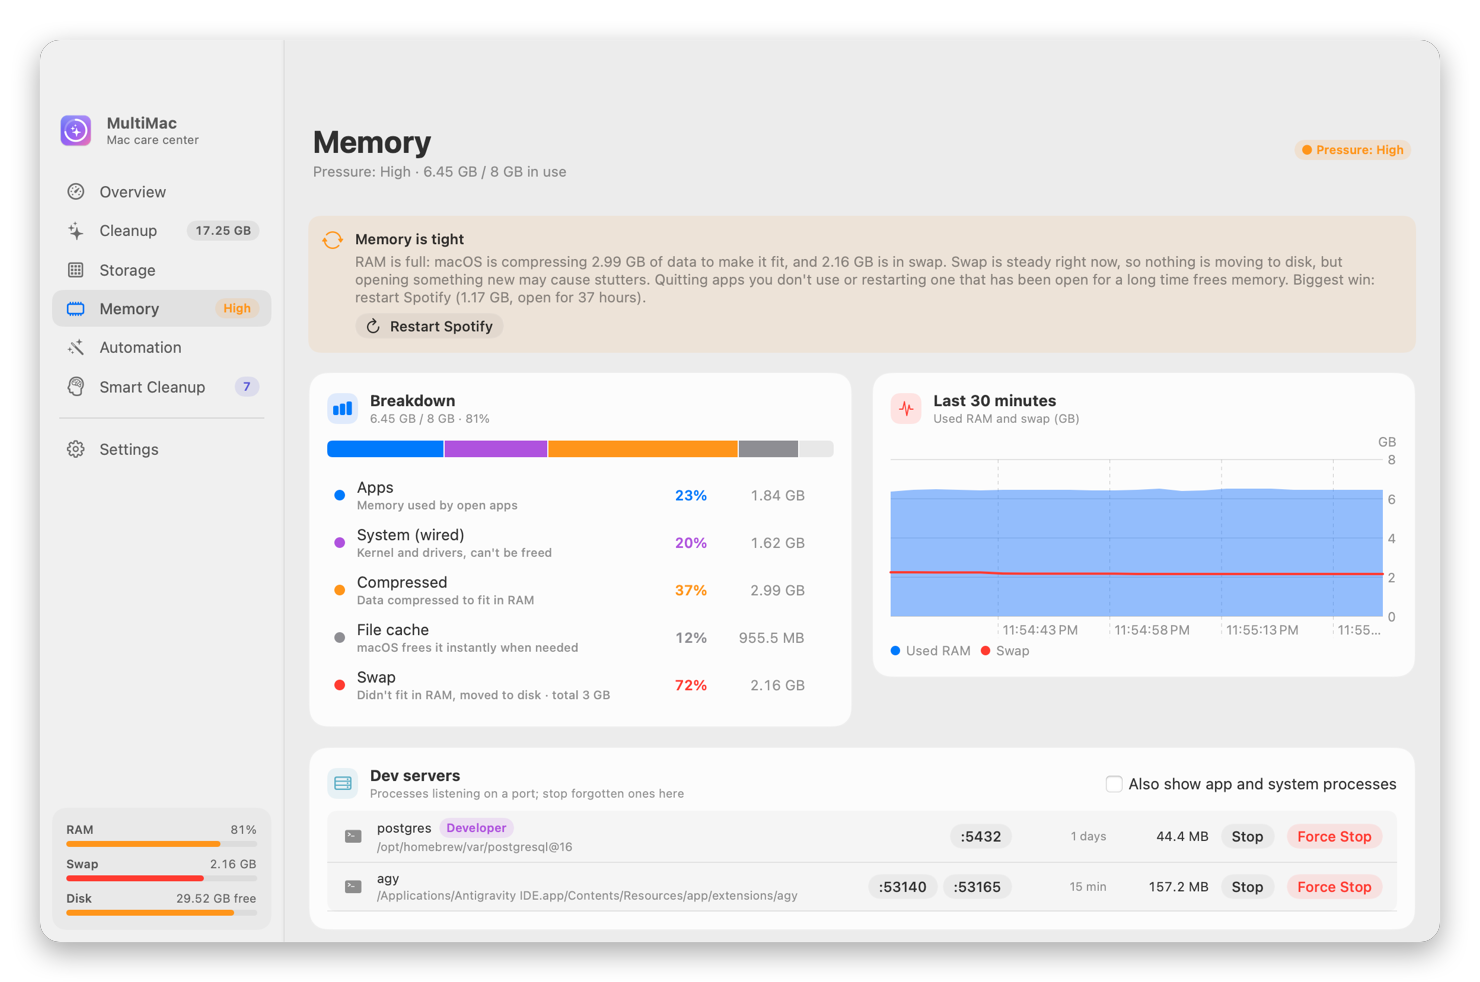 MultiMac
Mac care center
Overview
Cleanup 17.25 GB
Storage
Memory High
Automation
Smart Cleanup 7
Settings
RAM 81%
Swap 2.16 GB
Disk 29.52 GB free
Memory
Pressure: High · 6.45 GB / 8 GB in use
Pressure: High
Memory is tight
RAM is full: macOS is compressing 2.99 GB of data to make it fit, and 2.16 GB is in swap. Swap is steady right now, so nothing is moving to disk, but
opening something new may cause stutters. Quitting apps you don't use or restarting one that has been open for a long time frees memory. Biggest win:
restart Spotify (1.17 GB, open for 37 hours).
Restart Spotify
Breakdown
6.45 GB / 8 GB · 81%
Apps 23% 1.84 GB
Memory used by open apps
System (wired) 20% 1.62 GB
Kernel and drivers, can't be freed
Compressed 37% 2.99 GB
Data compressed to fit in RAM
File cache 12% 955.5 MB
macOS frees it instantly when needed
Swap 72% 2.16 GB
Didn't fit in RAM, moved to disk · total 3 GB
Last 30 minutes
Used RAM and swap (GB)
GB
8
6
4
2
0
11:54:43 PM 11:54:58 PM 11:55:13 PM 11:55...
Used RAM Swap
Dev servers
Processes listening on a port; stop forgotten ones here
Also show app and system processes
postgres Developer
/opt/homebrew/var/postgresql@16
:5432 1 days 44.4 MB Stop Force Stop
agy
/Applications/Antigravity IDE.app/Contents/Resources/app/extensions/agy
:53140 :53165 15 min 157.2 MB Stop Force Stop